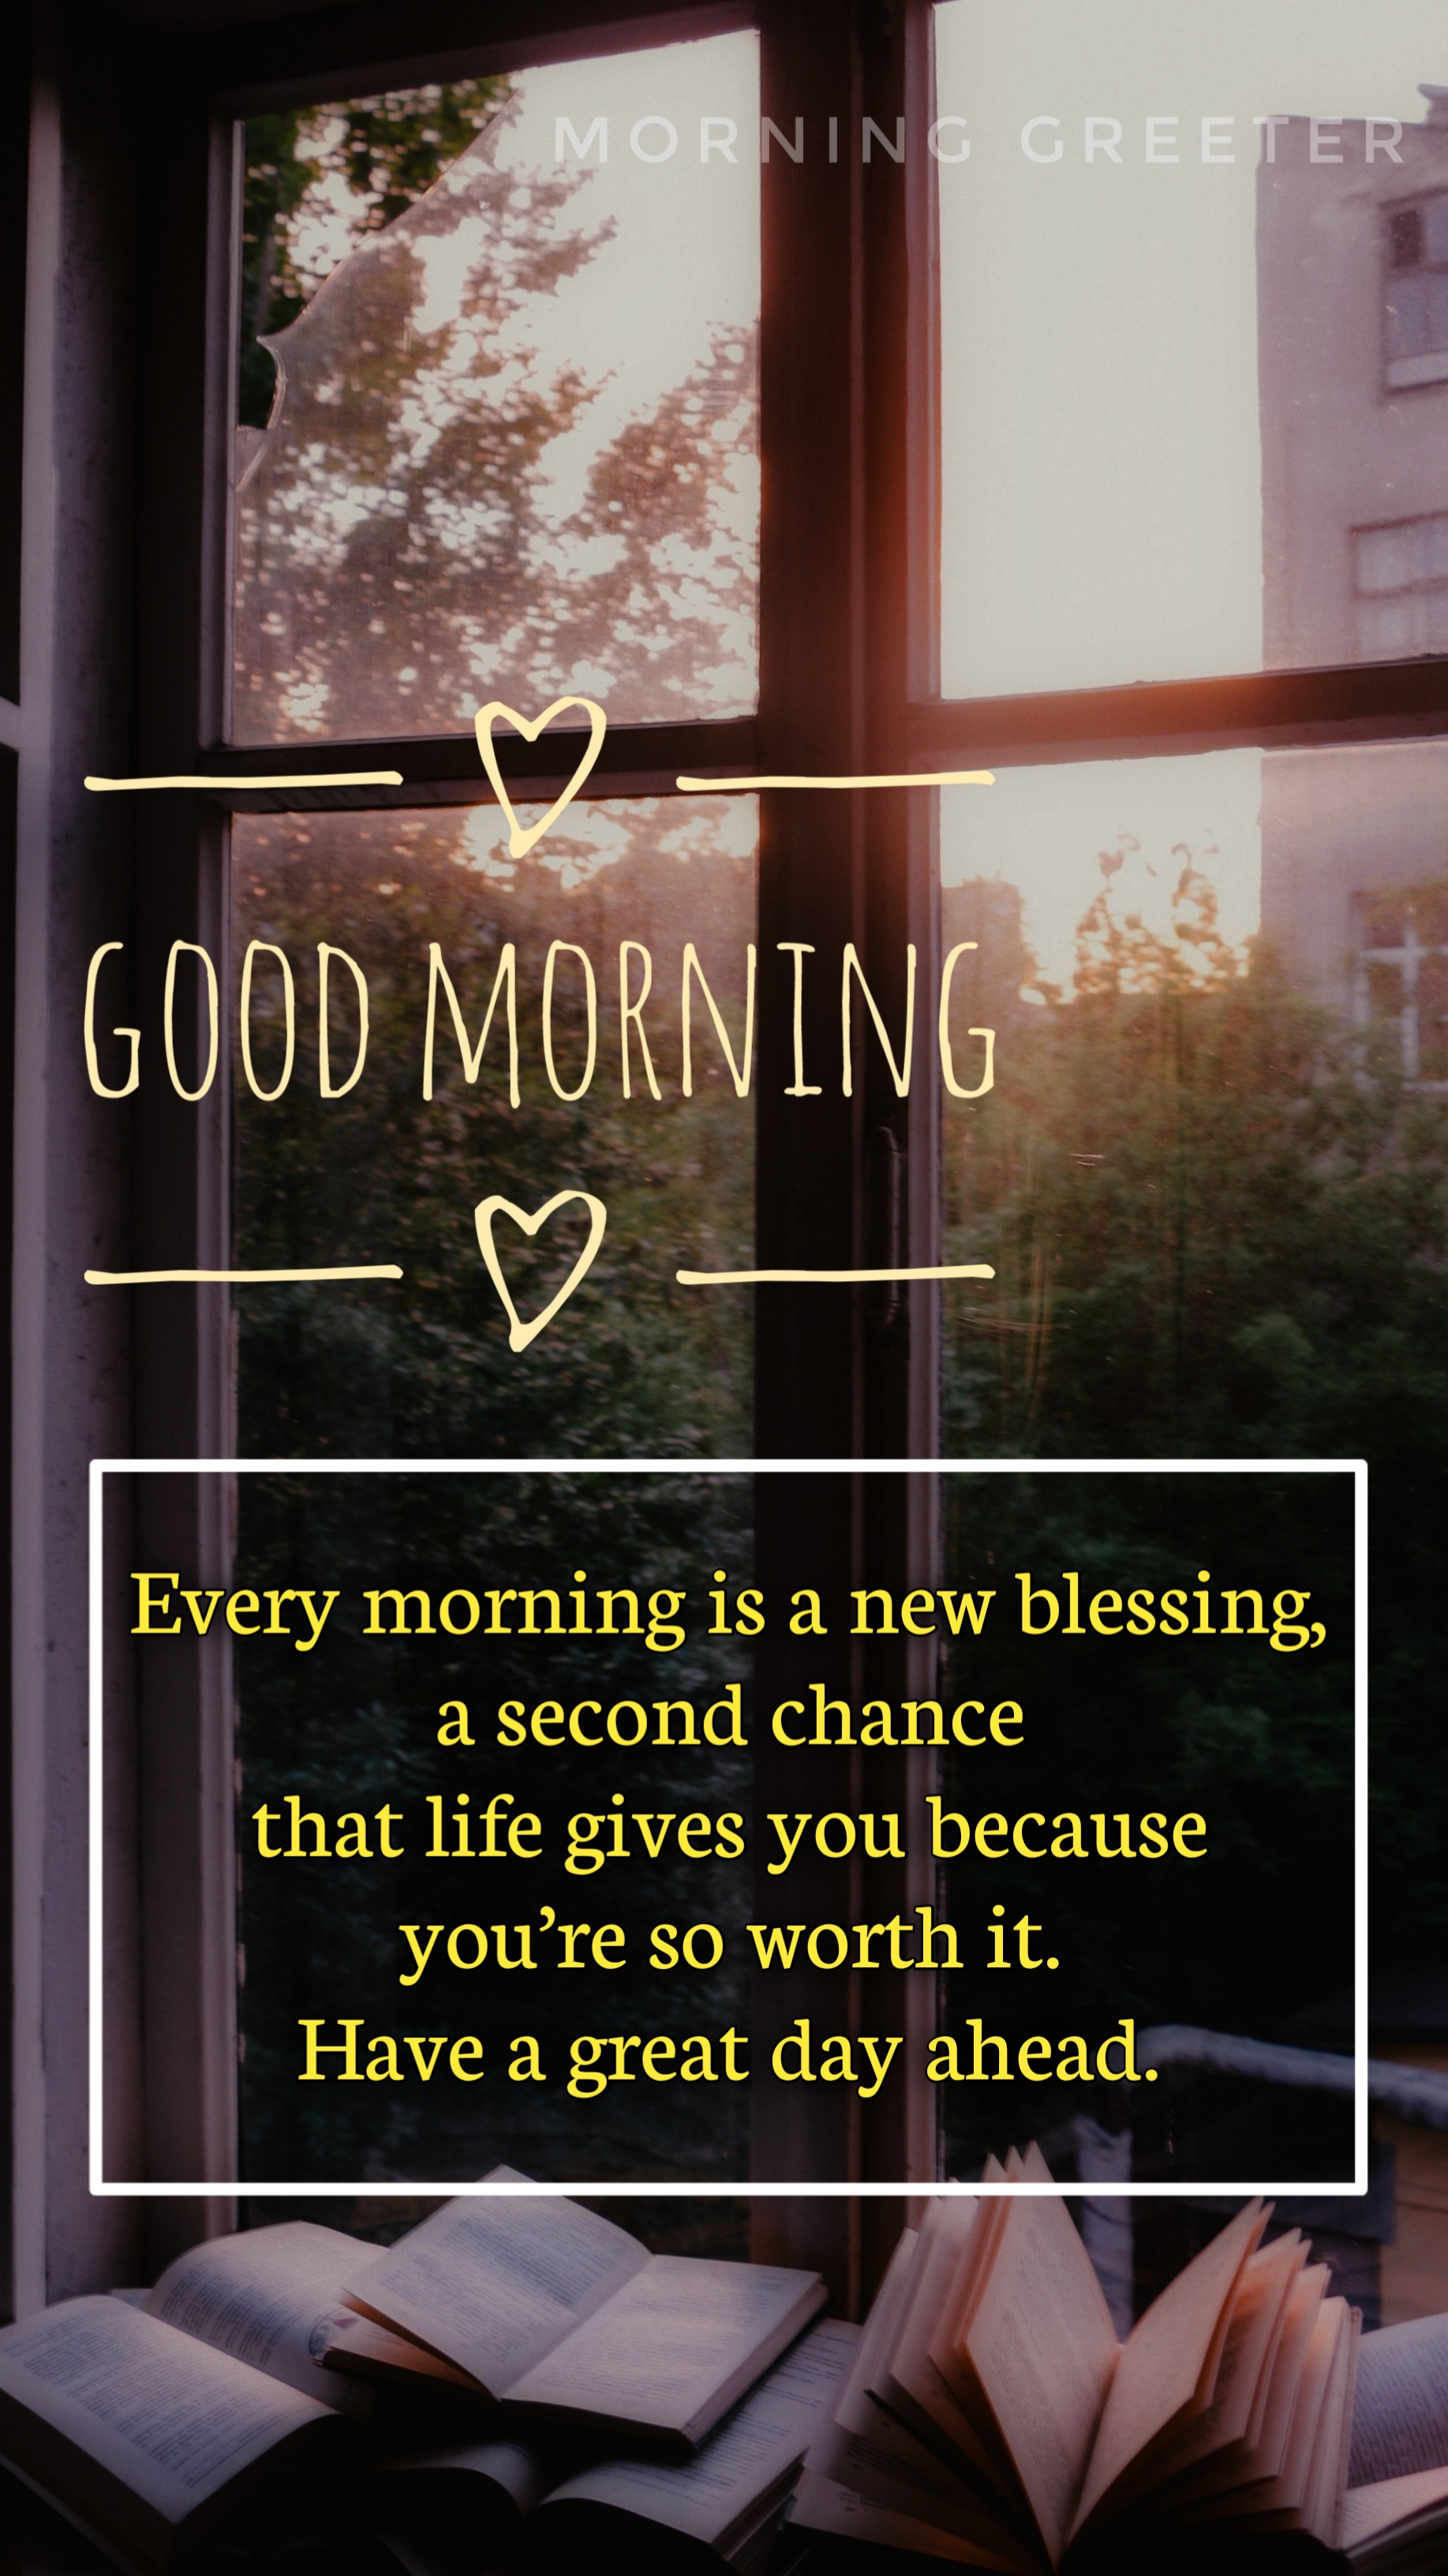 MORNING GREETER
GOOD MORNING
Every morning is a new blessing,
a second chance
that life gives you because
you’re so worth it.
Have a great day ahead.